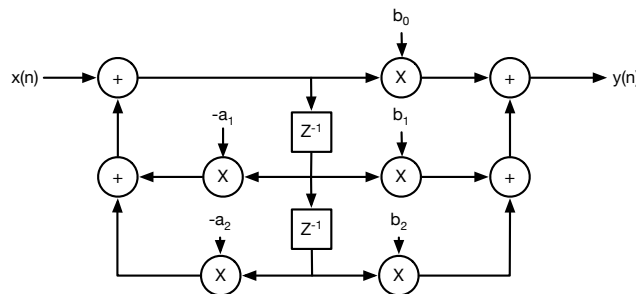 b₀
x(n) + X + y(n)
-a₁ Z⁻¹ b₁
+ X X +
-a₂ Z⁻¹ b₂
X X